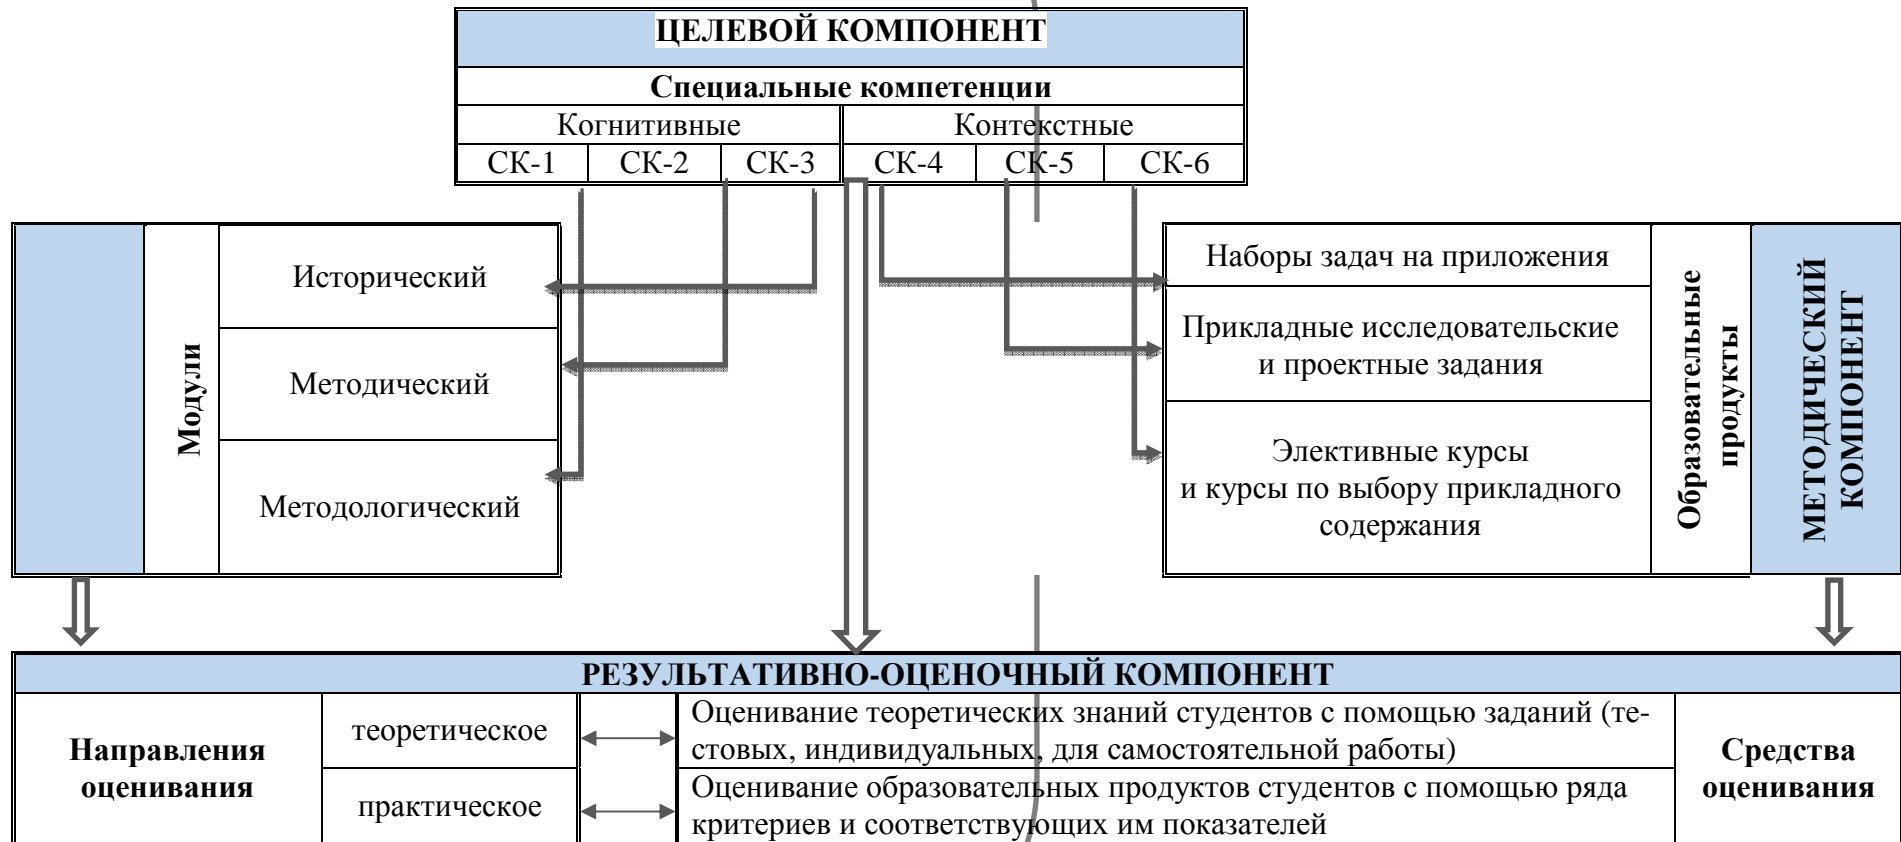 ЦЕЛЕВОЙ КОМПОНЕНТ
Специальные компетенции
Когнитивные
Контекстные
СК-1
СК-2
СК-3
СК-4
СК-5
СК-6
Модули
Исторический
Методический
Методологический
Наборы задач на приложения
Прикладные исследовательские
и проектные задания
Элективные курсы
и курсы по выбору прикладного
содержания
Образовательные
продукты
МЕТОДИЧЕСКИЙ
КОМПОНЕНТ
РЕЗУЛЬТАТИВНО-ОЦЕНОЧНЫЙ КОМПОНЕНТ
Направления
оценивания
теоретическое
Оценивание теоретических знаний студентов с помощью заданий (те-
стовых, индивидуальных, для самостоятельной работы)
практическое
Оценивание образовательных продуктов студентов с помощью ряда
критериев и соответствующих им показателей
Средства
оценивания